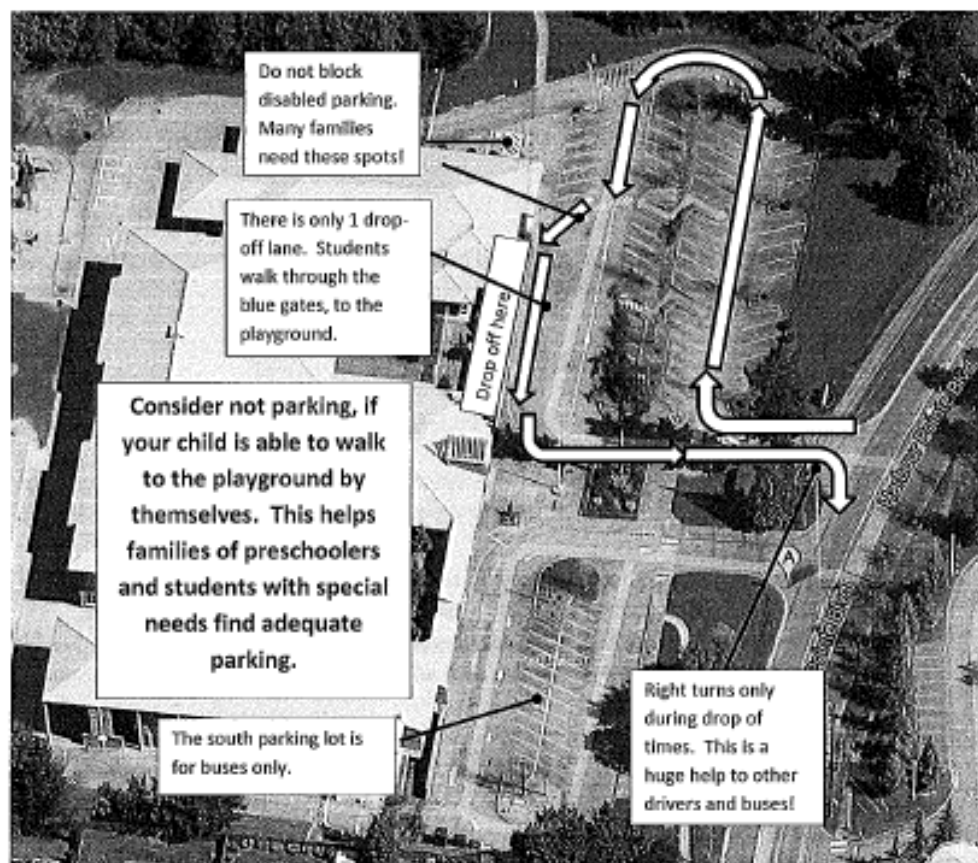 Do not block
disabled parking.
Many families
need these spots!
There is only 1 drop-
off lane. Students
walk through the
blue gates, to the
playground.
Drop off here
Consider not parking, if
your child is able to walk
to the playground by
themselves. This helps
families of preschoolers
and students with special
needs find adequate
parking.
A
The south parking lot is
for buses only.
Right turns only
during drop of
times. This is a
huge help to other
drivers and buses!